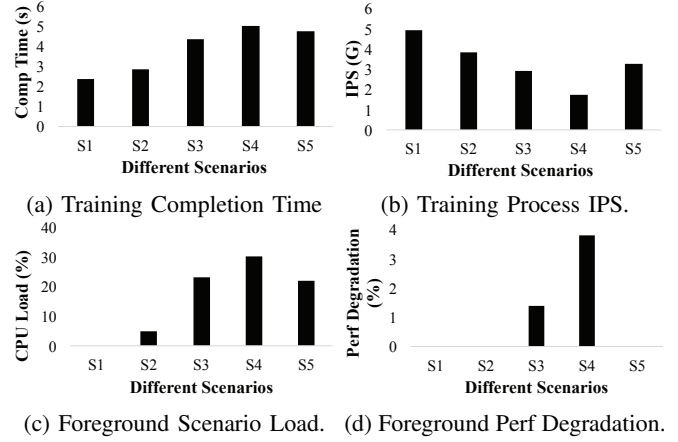 Comp Time (s)
6
5
4
3
2
1
0
S1 S2 S3 S4 S5
Different Scenarios
(a) Training Completion Time
IPS (G)
6
5
4
3
2
1
0
S1 S2 S3 S4 S5
Different Scenarios
(b) Training Process IPS.
CPU Load (%)
40
30
20
10
0
S1 S2 S3 S4 S5
Different Scenarios
(c) Foreground Scenario Load.
Perf Degradation
(%)
4
3
2
1
0
S1 S2 S3 S4 S5
Different Scenarios
(d) Foreground Perf Degradation.